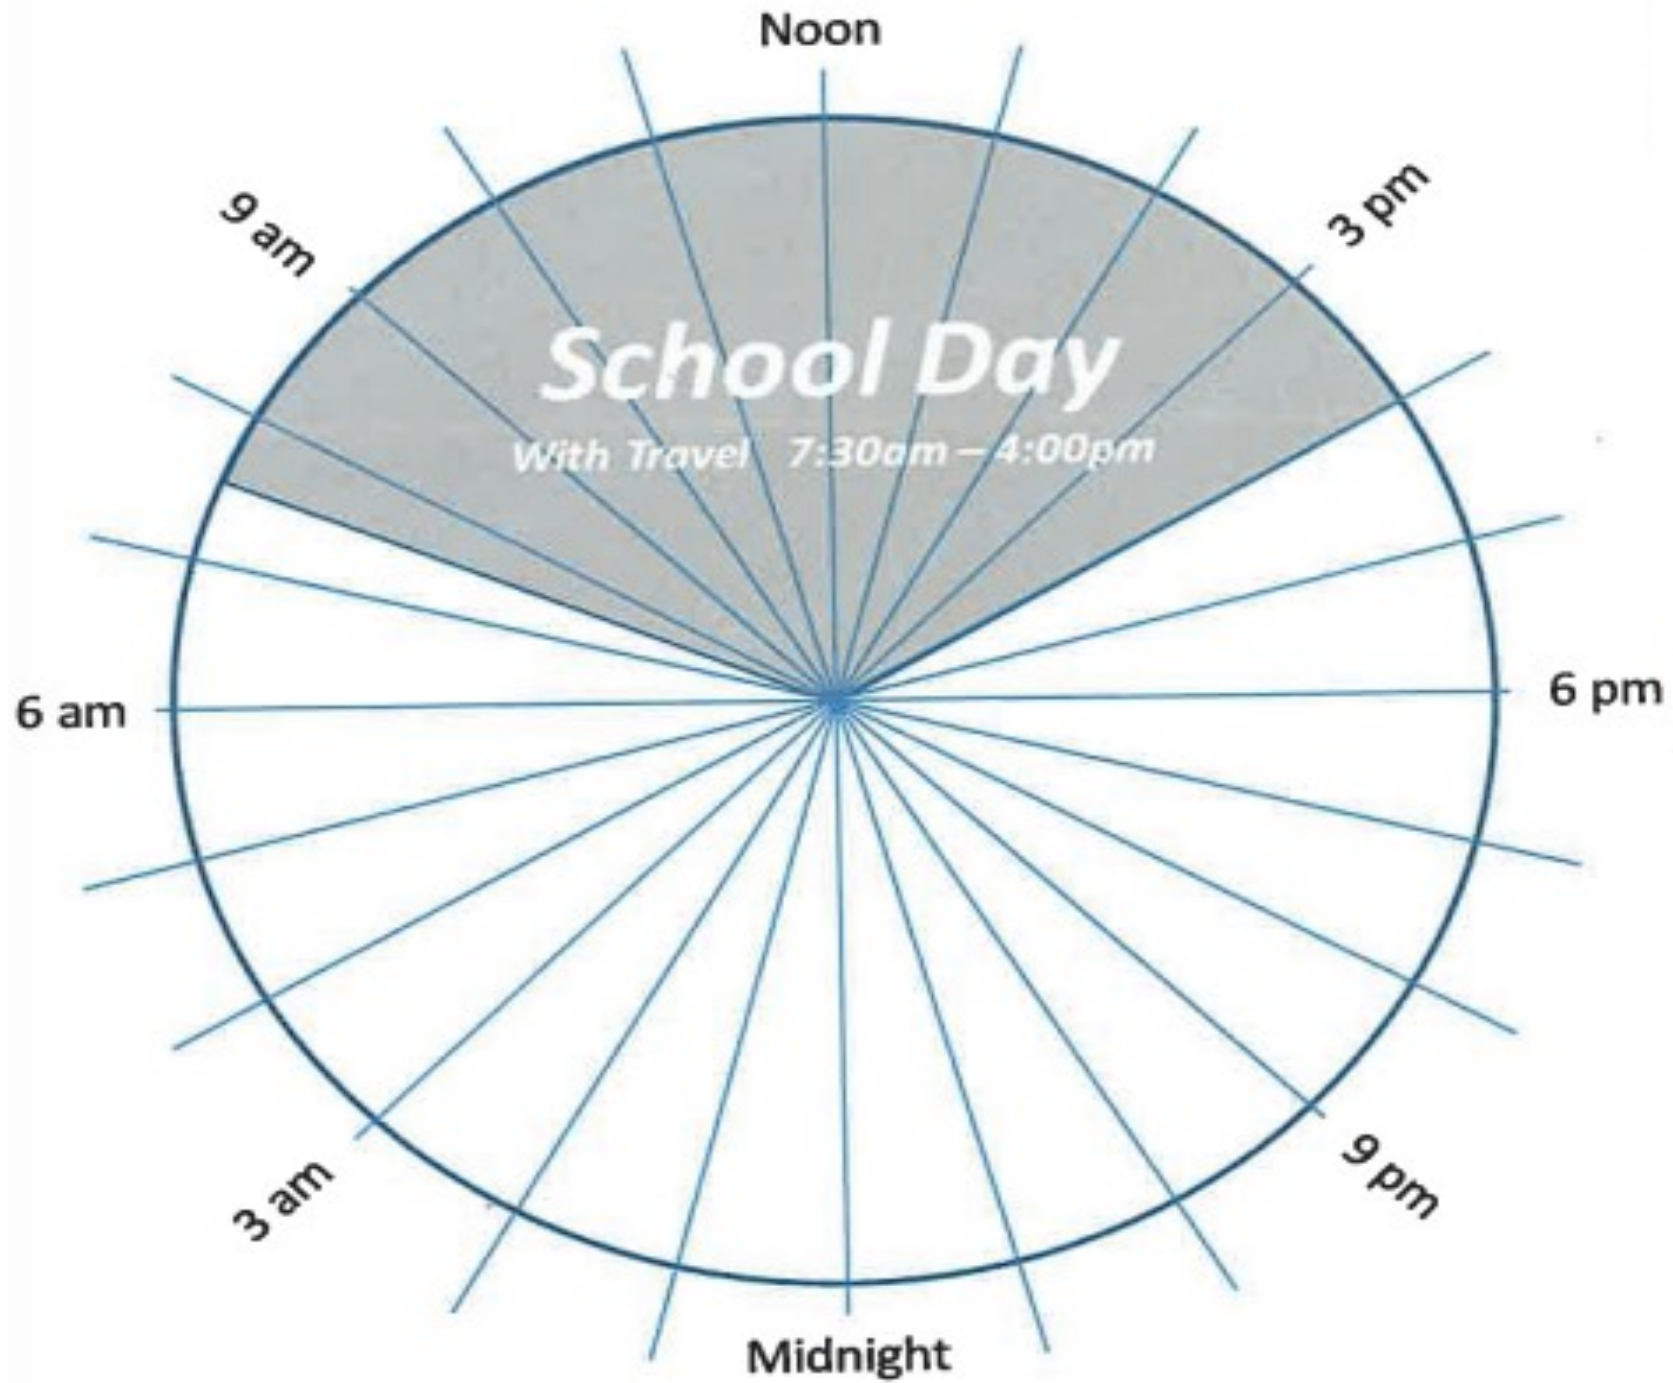 Noon
9 am
3 pm
School Day
With Travel 7:30am – 4:00pm
6 am
6 pm
3 am
9 pm
Midnight